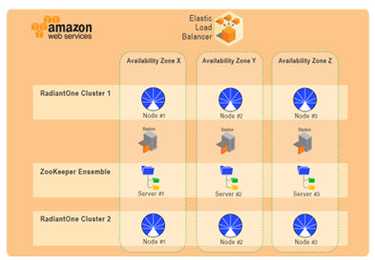 amazon
web services
Elastic
Load
Balancer
Availability Zone X
Availability Zone Y
Availability Zone Z
RadiantOne Cluster 1
Node #1
Node #2
Node #3
ZooKeeper Ensemble
Server #1
Server #2
Server #3
RadiantOne Cluster 2
Node #1
Node #2
Node #3